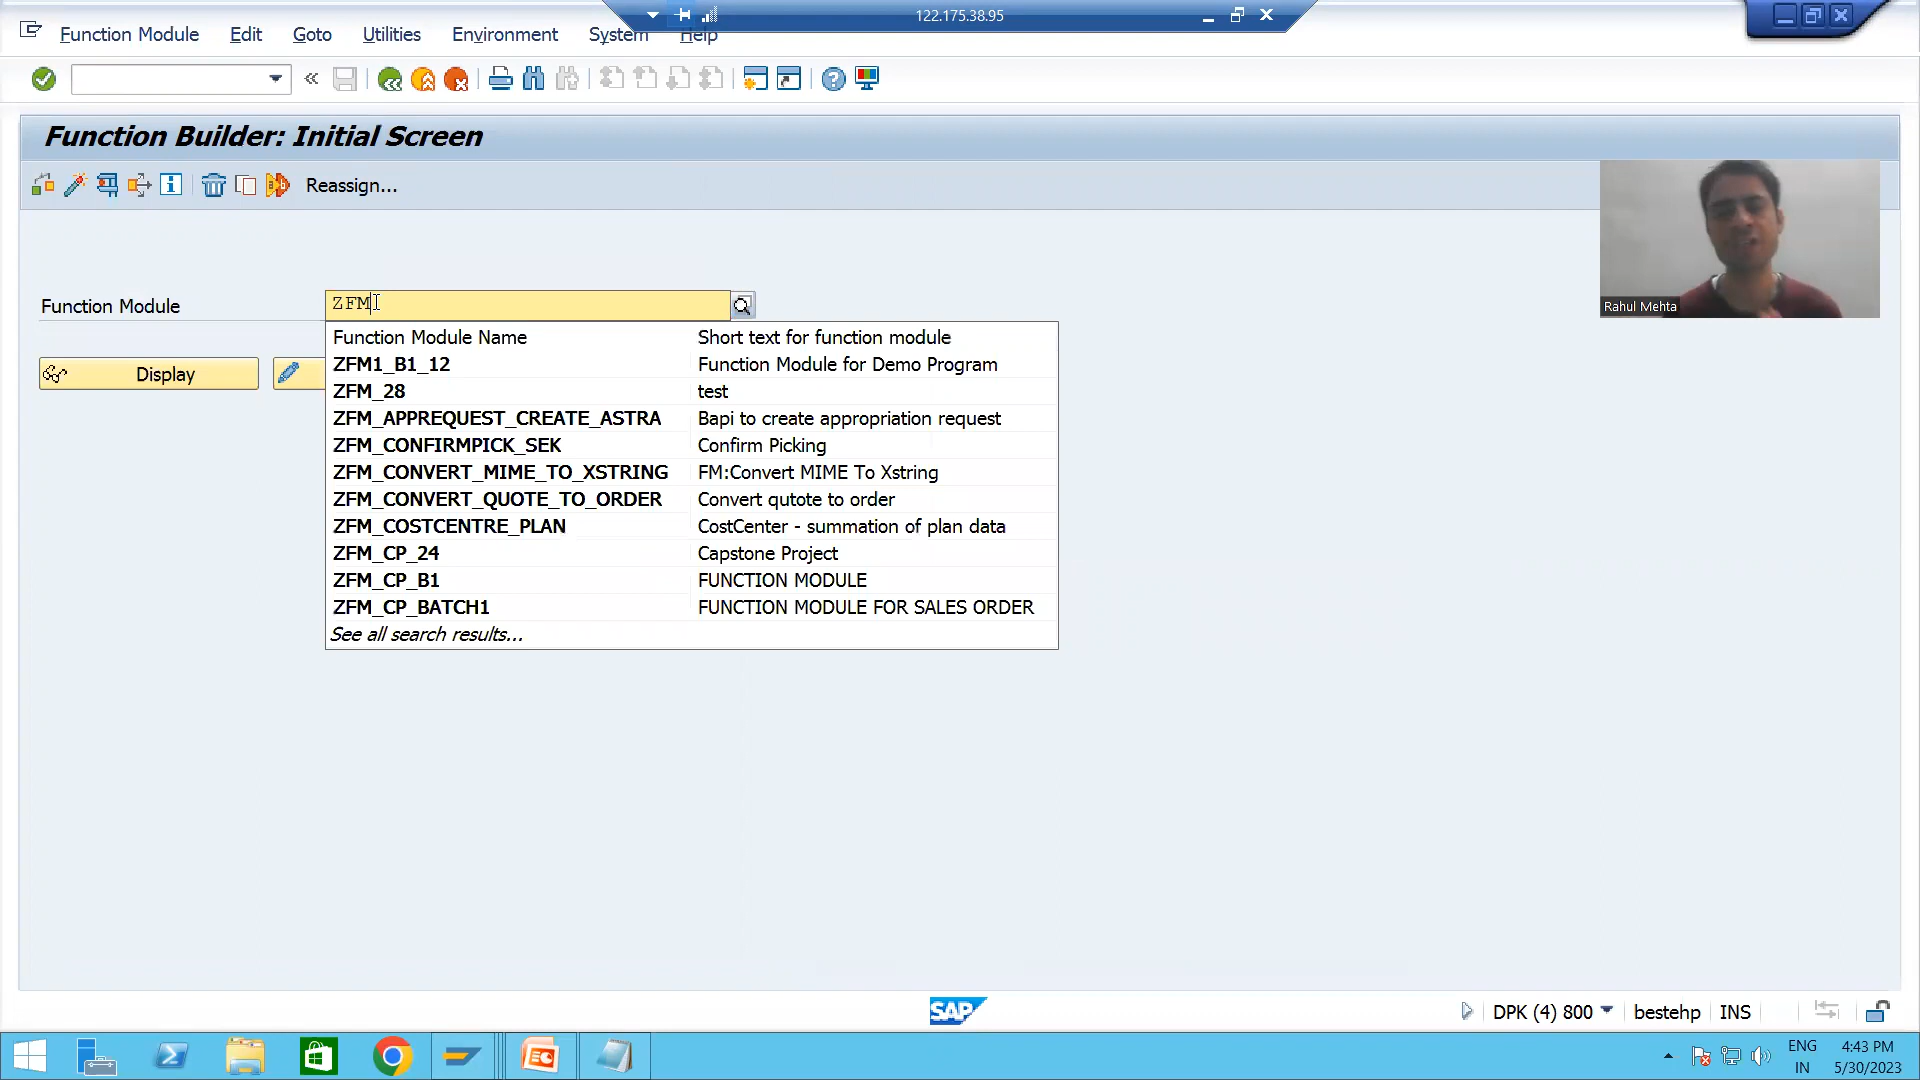 122.175.38.95
Function Module Edit Goto Utilities Environment System Help
Function Builder: Initial Screen
Reassign...
Rahul Mehta
Function Module ZFM
Function Module Name Short text for function module
ZFM1_B1_12 Function Module for Demo Program
Display
ZFM_28 test
ZFM_APPREQUEST_CREATE_ASTRA Bapi to create appropriation request
ZFM_CONFIRMPICK_SEK Confirm Picking
ZFM_CONVERT_MIME_TO_XSTRING FM:Convert MIME To Xstring
ZFM_CONVERT_QUOTE_TO_ORDER Convert qutote to order
ZFM_COSTCENTRE_PLAN CostCenter - summation of plan data
ZFM_CP_24 Capstone Project
ZFM_CP_B1 FUNCTION MODULE
ZFM_CP_BATCH1 FUNCTION MODULE FOR SALES ORDER
See all search results...
SAP DPK (4) 800 bestehp INS
ENG 4:43 PM
IN 5/30/2023